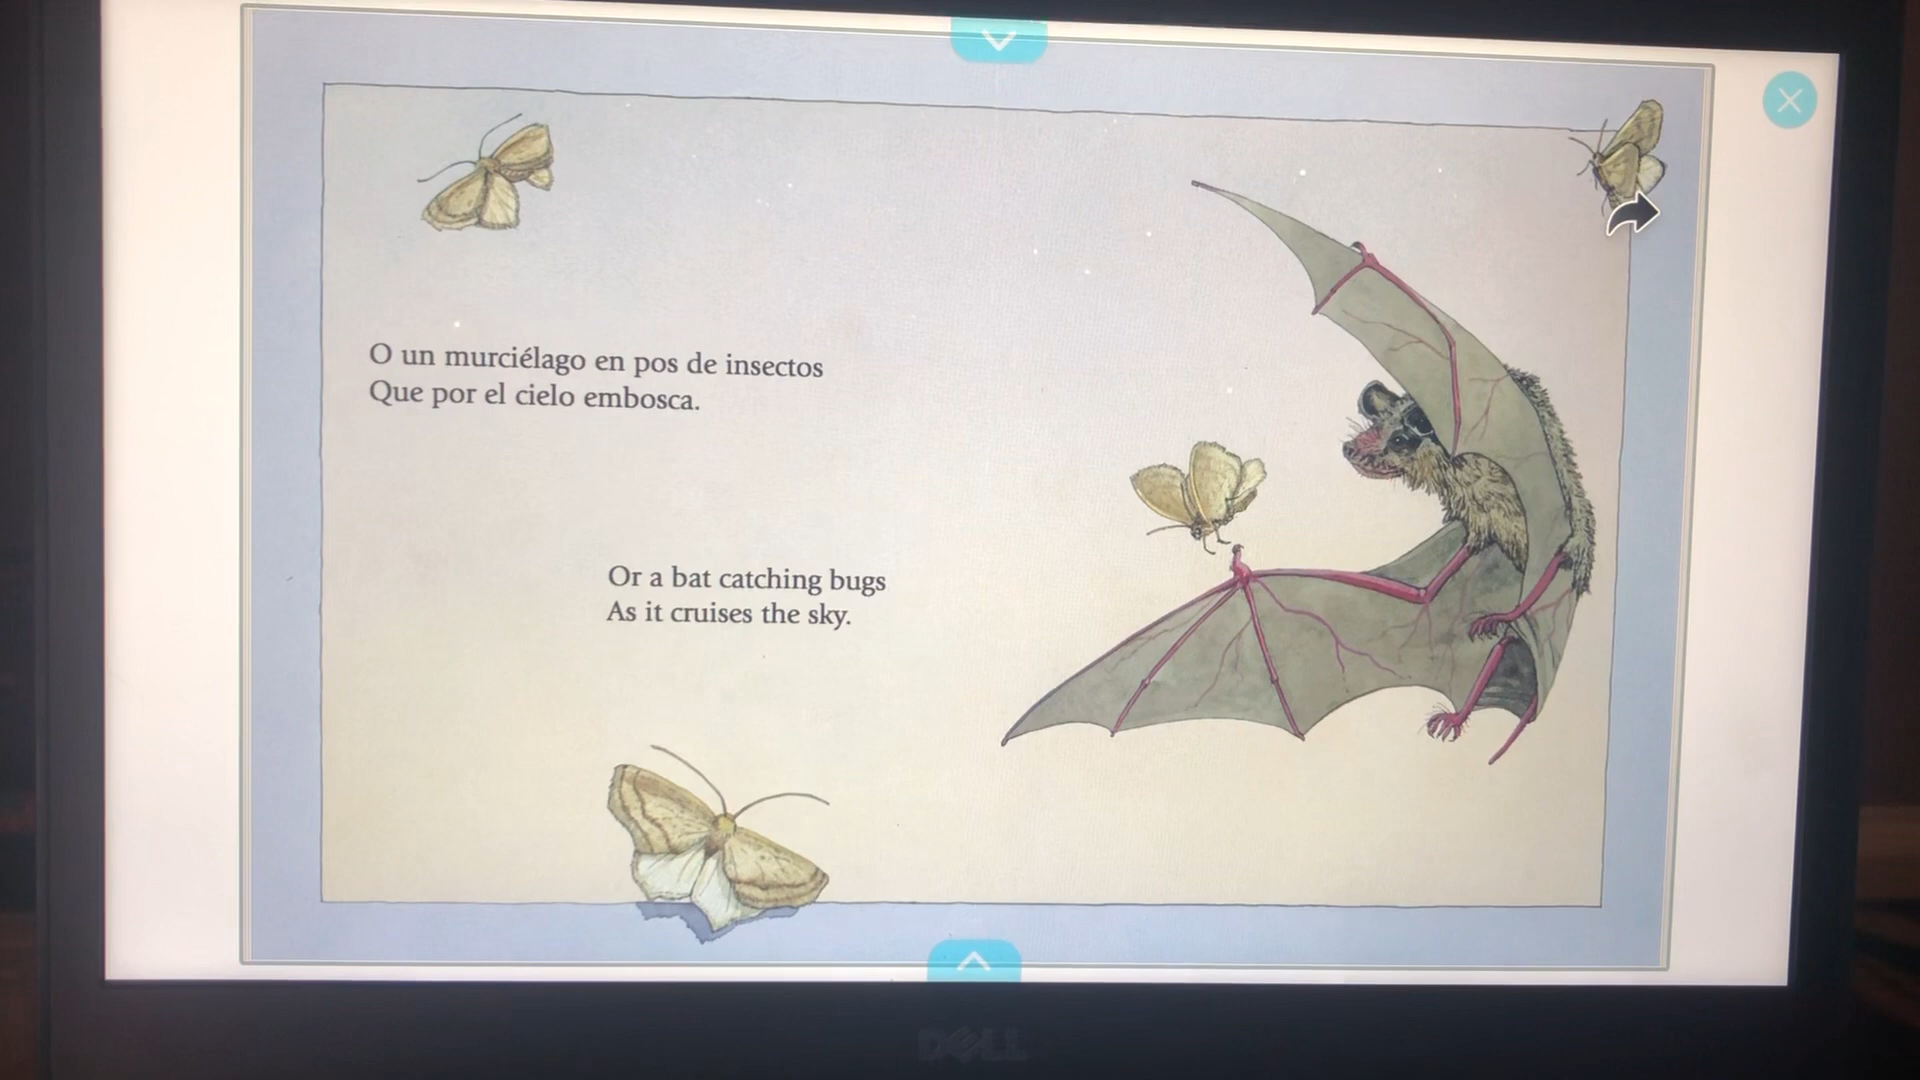 O un murciélago en pos de insectos
Que por el cielo embosca.
Or a bat catching bugs
As it cruises the sky.
DELL